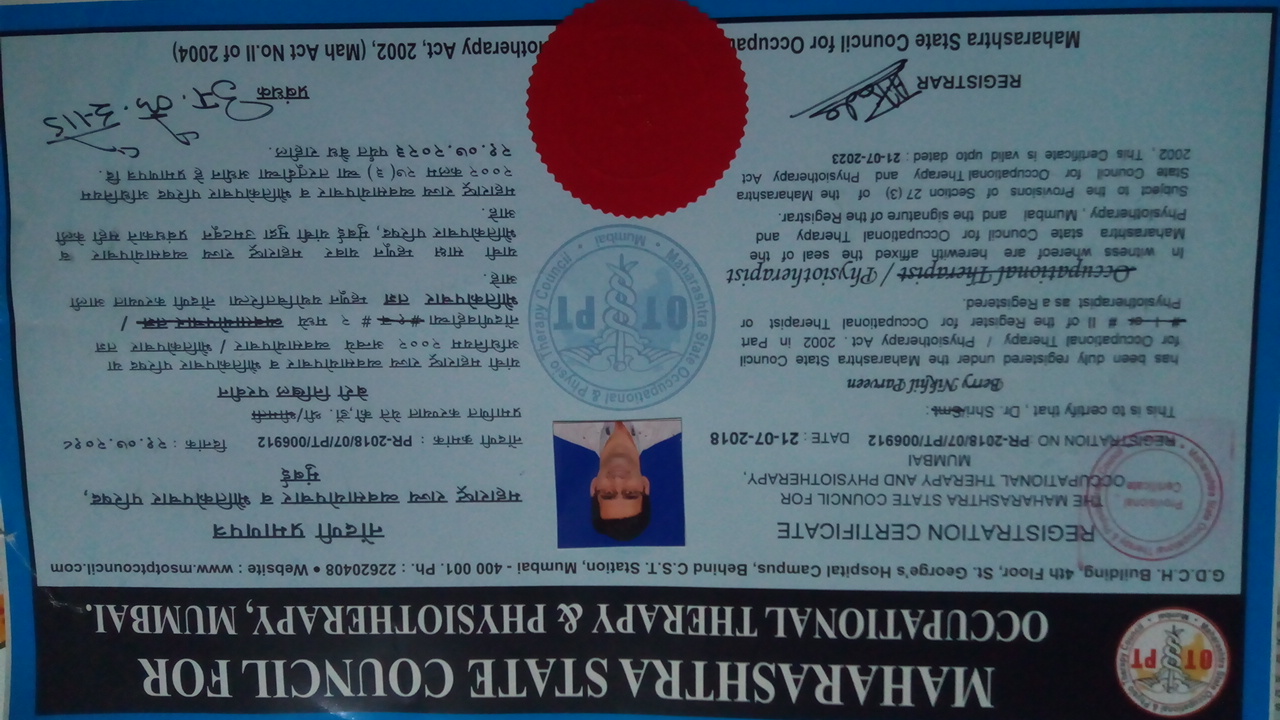 MAHARASHTRA STATE COUNCIL FOR
OCCUPATIONAL THERAPY & PHYSIOTHERAPY, MUMBAI.
OT PT
G.D.C.H. Building, 4th Floor, St. George's Hospital Campus, Behind C.S.T. Station, Mumbai - 400 001. Ph. : 22620408 • Website : www.msotptcouncil.com
REGISTRATION CERTIFICATE
THE MAHARASHTRA STATE COUNCIL FOR
OCCUPATIONAL THERAPY AND PHYSIOTHERAPY,
MUMBAI
REGISTRATION NO: PR-2018/07/PT/006912 DATE : 21-07-2018
This is to certify that , Dr. Shri/Smt :
Berry Nikhil Parveen
has been duly registered under the Maharashtra State Council
for Occupational Therapy / Physiotherapy Act . 2002 in Part
# I or # II of the Register for Occupational Therapist or
Physiotherapist as a Registered.
Occupational Therapist / Physiotherapist
In witness whereof are herewith affixed the seal of the
Maharashtra state Council for Occupational Therapy and
Physiotherapy , Mumbai and the signature of the Registrar.
Subject to the Provisions of Section 27 (3) of the Maharashtra
State Council for Occupational Therapy and Physiotherapy Act
2002 , This Certificate is valid upto dated : 21-07-2023
REGISTRAR
नोंदणी प्रमाणपत्र
महाराष्ट्र राज्य व्यवसायोपचार व भौतिकोपचार परिषद,
मुंबई
नोंदणी क्रमांक : PR-2018/07/PT/006912 दिनांक : २१.०७.२०१८
प्रमाणित करण्यात येते की,डॉ. श्री/श्रीमती
बेरी निखिल परवीन
यांनी महाराष्ट्र राज्य व्यवसायोपचार व भौतिकोपचार परिषद या
अधिनियम २००२ अन्वये व्यवसायोपचार / भौतिकोपचार तज्ञ
नोंदणीवहीच्या # १ व # २ मध्ये व्यवसायोपचार तज्ञ /
भौतिकोपचार तज्ञ म्हणून यथोचितरित्या नोंदणी करण्यात आली
आहे.
यांनी साक्ष म्हणून यावर महाराष्ट्र राज्य व्यवसायोपचार व
भौतिकोपचार परिषद, मुंबई यांनी मुद्रा उमटवून प्रबंधकाने सही केली
आहे.
महाराष्ट्र राज्य व्यवसायोपचार व भौतिकोपचार परिषद अधिनियम
२००२ कलम २७(३) च्या तरतूदीच्या अधीन हे प्रमाणपत्र दि.
२१.०७.२०२३ पर्यंत वैध राहील.
प्रबंधक
Maharashtra State Occupational & Physio Therapy Council • Mumbai •
OT PT
Provisional
Certificate
Maharashtra State Council for Occupa
otherapy Act, 2002, (Mah Act No.II of 2004)